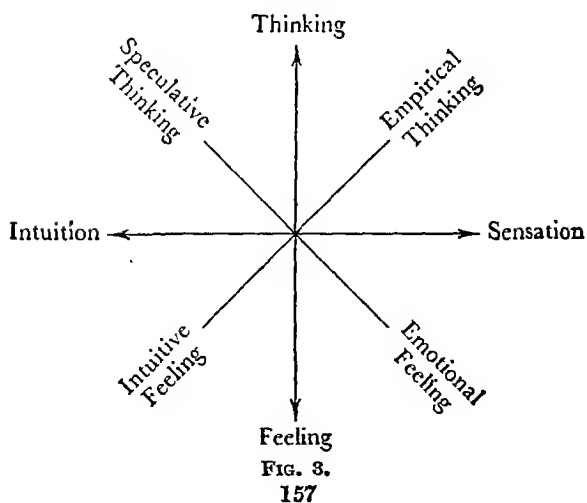 Thinking
Speculative
Thinking
Empirical
Thinking
Intuition
Sensation
Intuitive
Feeling
Emotional
Feeling
Feeling
FIG. 3.
157